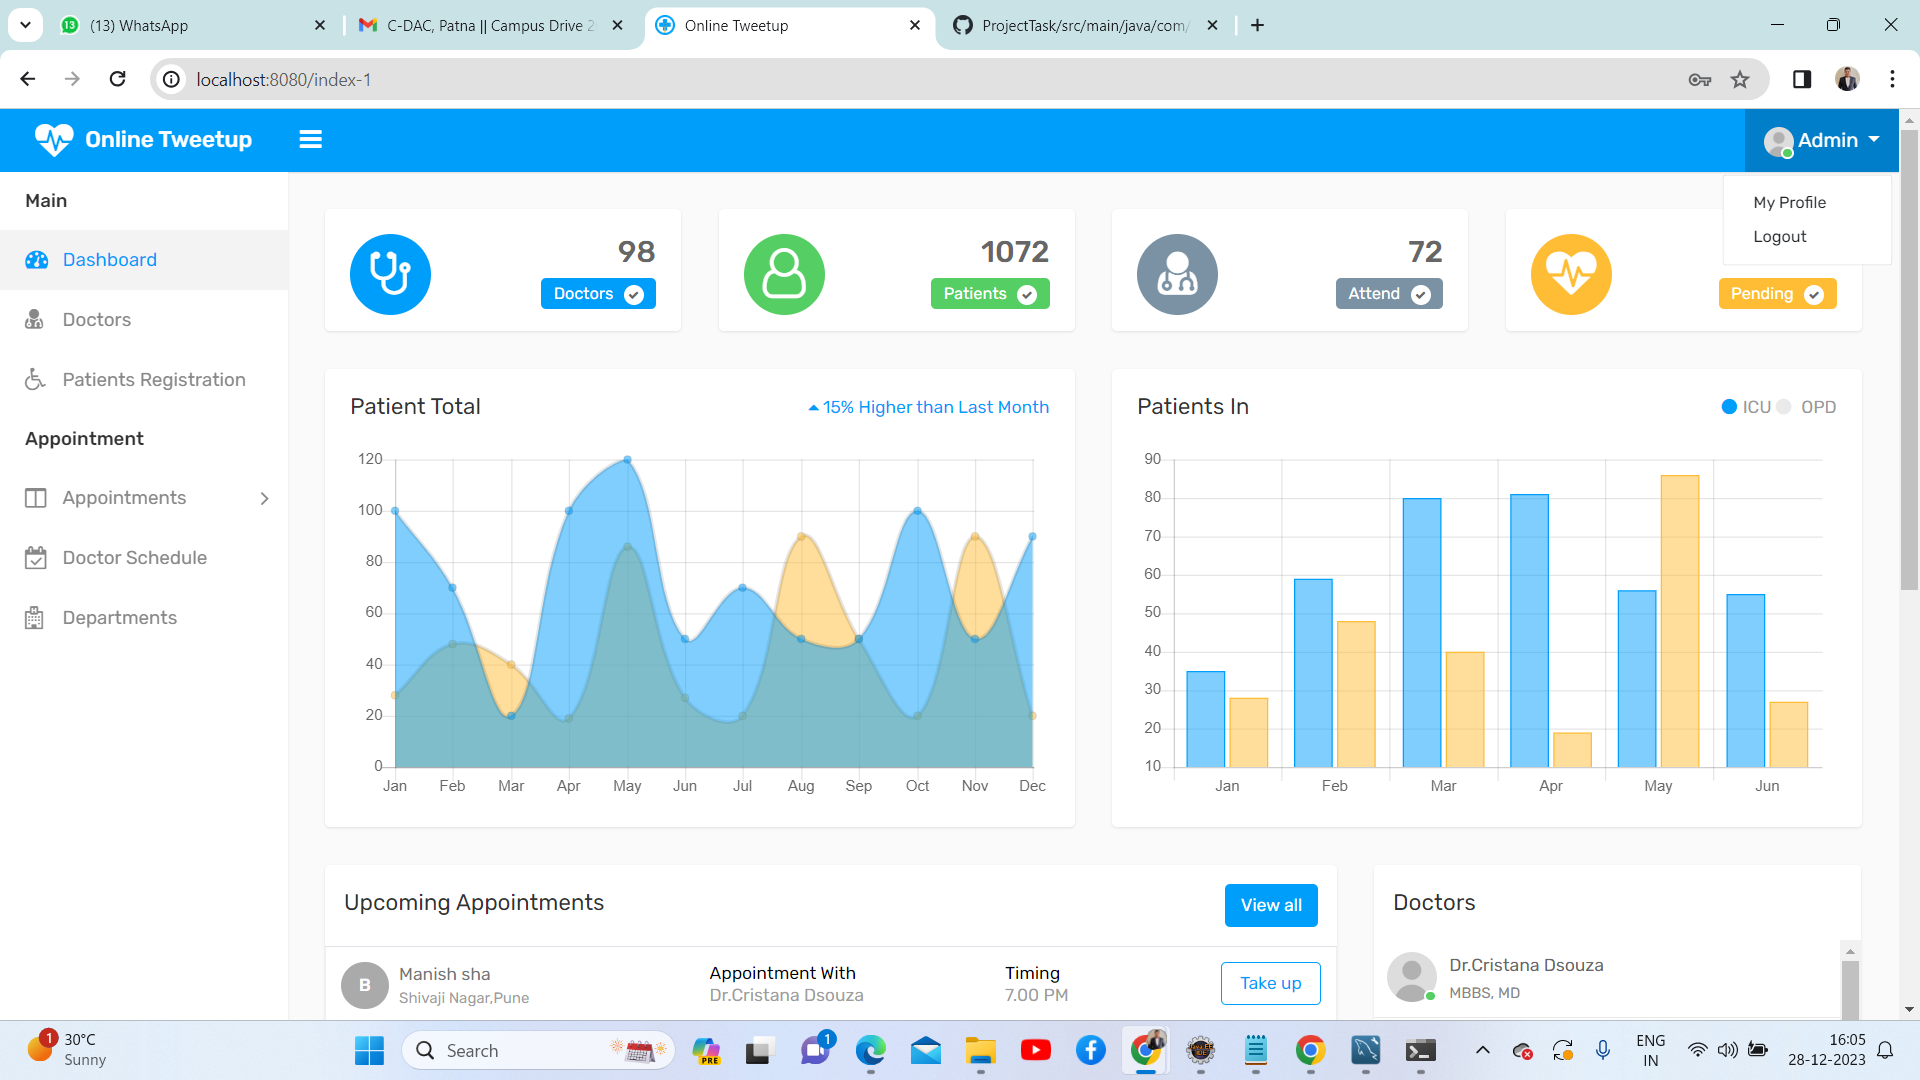 (13) WhatsApp
C-DAC, Patna || Campus Drive 2
Online Tweetup
ProjectTask/src/main/java/com/
localhost:8080/index-1
Online Tweetup
Admin
My Profile
Logout
Main
Dashboard
Doctors
Patients Registration
Appointment
Appointments
Doctor Schedule
Departments
98
Doctors
1072
Patients
72
Attend
Pending
Patient Total
15% Higher than Last Month
120
100
80
60
40
20
0
Jan Feb Mar Apr May Jun Jul Aug Sep Oct Nov Dec
Patients In
ICU OPD
90
80
70
60
50
40
30
20
10
Jan Feb Mar Apr May Jun
Upcoming Appointments
View all
B
Manish sha
Shivaji Nagar,Pune
Appointment With
Dr.Cristana Dsouza
Timing
7.00 PM
Take up
Doctors
Dr.Cristana Dsouza
MBBS, MD
1
30°C
Sunny
Search
PRE
1
ENG
IN
16:05
28-12-2023